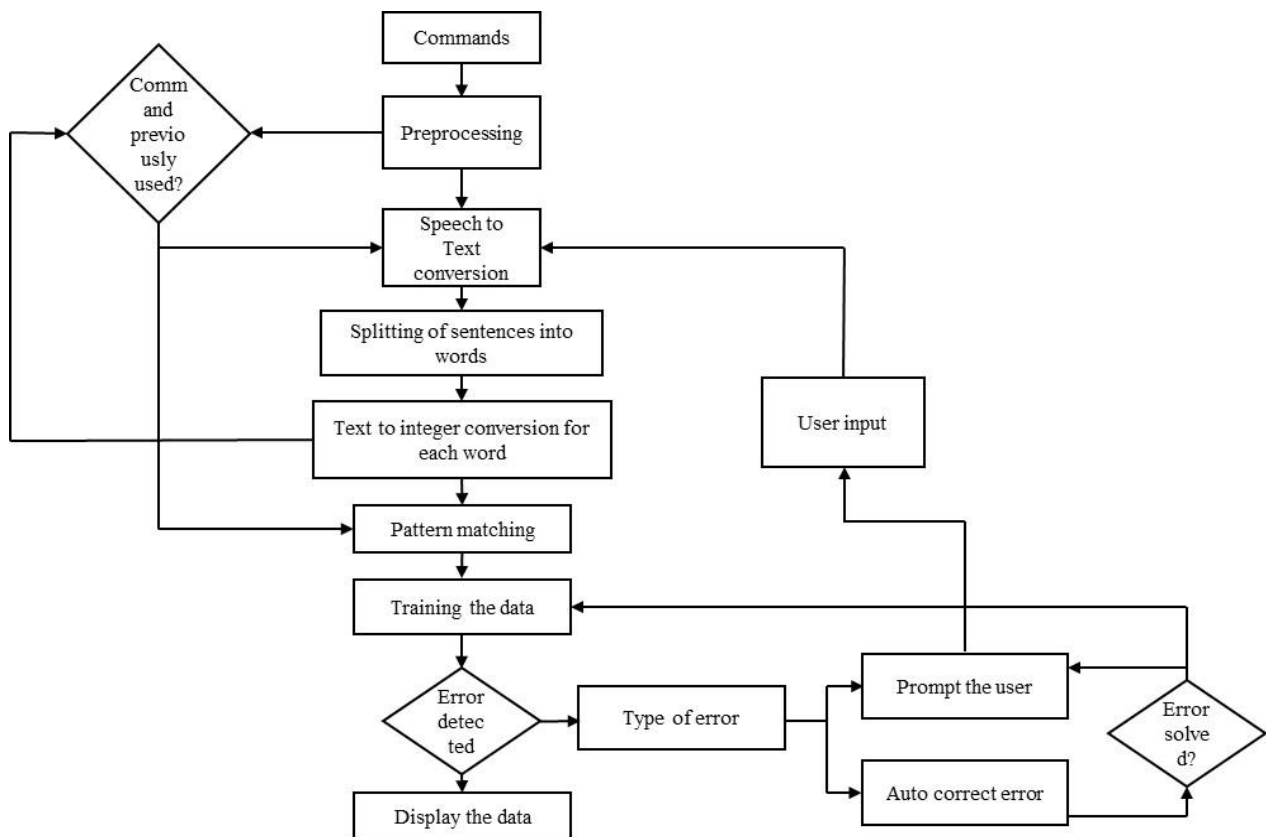 Commands
Comm
and
previo
usly
used?
Preprocessing
Speech to
Text
conversion
Splitting of sentences into
words
Text to integer conversion for
each word
User input
Pattern matching
Training the data
Error
detec
ted
Type of error
Prompt the user
Error
solve
d?
Auto correct error
Display the data